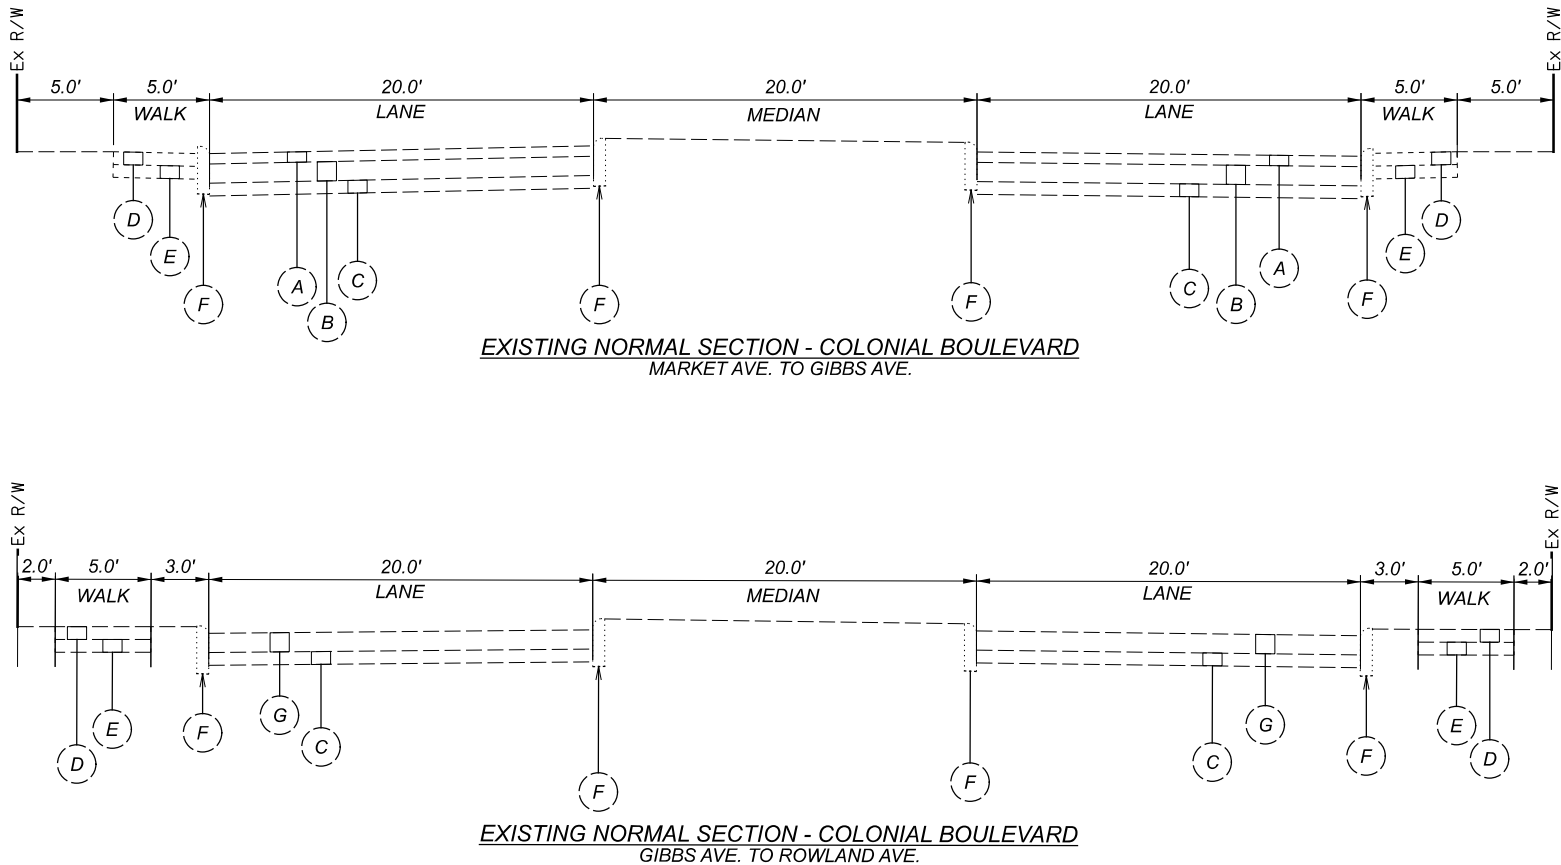 Ex R/W
Ex R/W
5.0' 5.0' 20.0' 20.0' 20.0' 5.0' 5.0'
WALK LANE MEDIAN LANE WALK
D E F A B C F F C B A F E D
EXISTING NORMAL SECTION - COLONIAL BOULEVARD
MARKET AVE. TO GIBBS AVE.
Ex R/W
Ex R/W
2.0' 5.0' 3.0' 20.0' 20.0' 20.0' 3.0' 5.0' 2.0'
WALK LANE MEDIAN LANE WALK
D E F G C F F C G F E D
EXISTING NORMAL SECTION - COLONIAL BOULEVARD
GIBBS AVE. TO ROWLAND AVE.